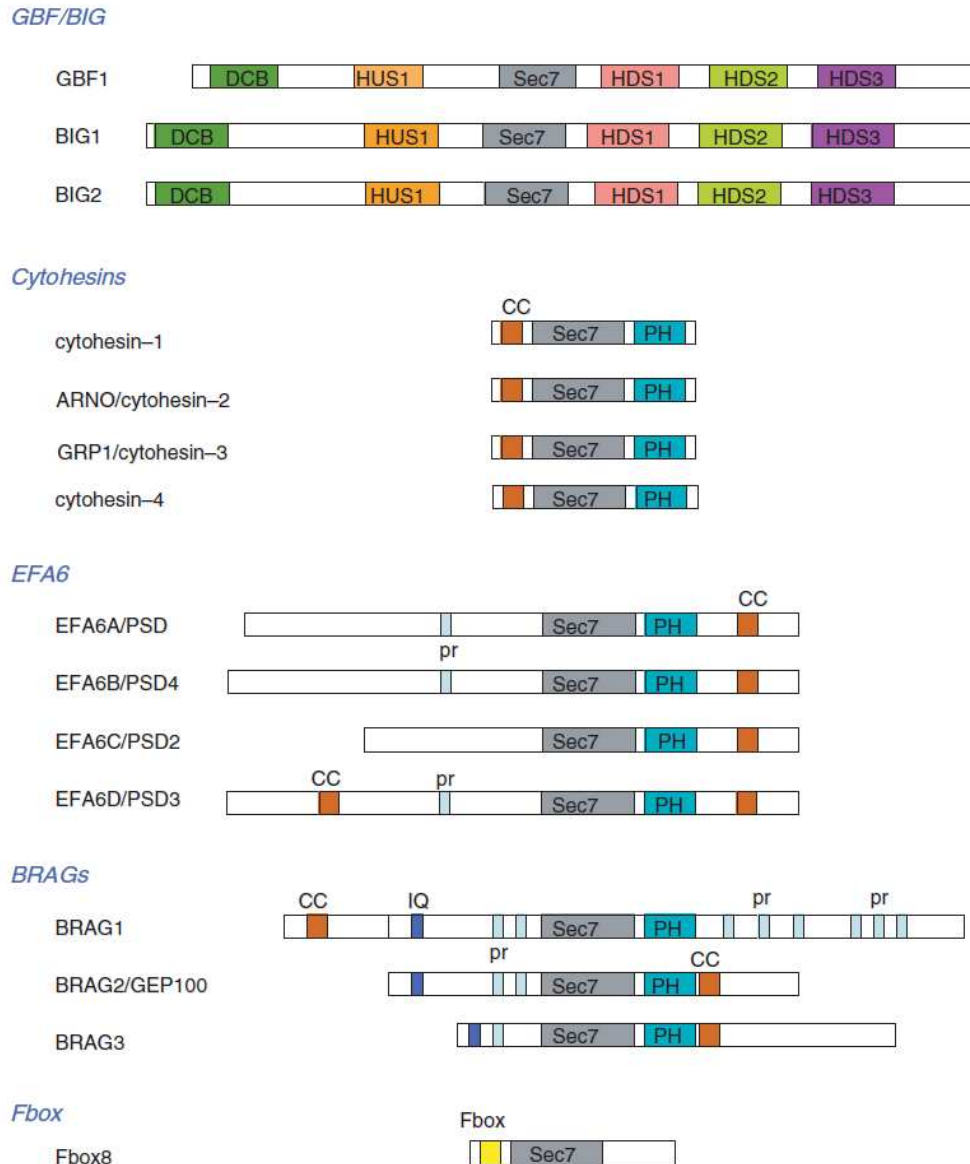 GBF/BIG
GBF1 DCB HUS1 Sec7 HDS1 HDS2 HDS3
BIG1 DCB HUS1 Sec7 HDS1 HDS2 HDS3
BIG2 DCB HUS1 Sec7 HDS1 HDS2 HDS3
Cytohesins
CC
cytohesin–1 Sec7 PH
ARNO/cytohesin–2 Sec7 PH
GRP1/cytohesin–3 Sec7 PH
cytohesin–4 Sec7 PH
EFA6
CC
EFA6A/PSD Sec7 PH
pr
EFA6B/PSD4 Sec7 PH
EFA6C/PSD2 Sec7 PH
CC pr
EFA6D/PSD3 Sec7 PH
BRAGs
CC IQ pr pr
BRAG1 Sec7 PH
pr CC
BRAG2/GEP100 Sec7 PH
BRAG3 Sec7 PH
Fbox
Fbox
Fbox8 Sec7